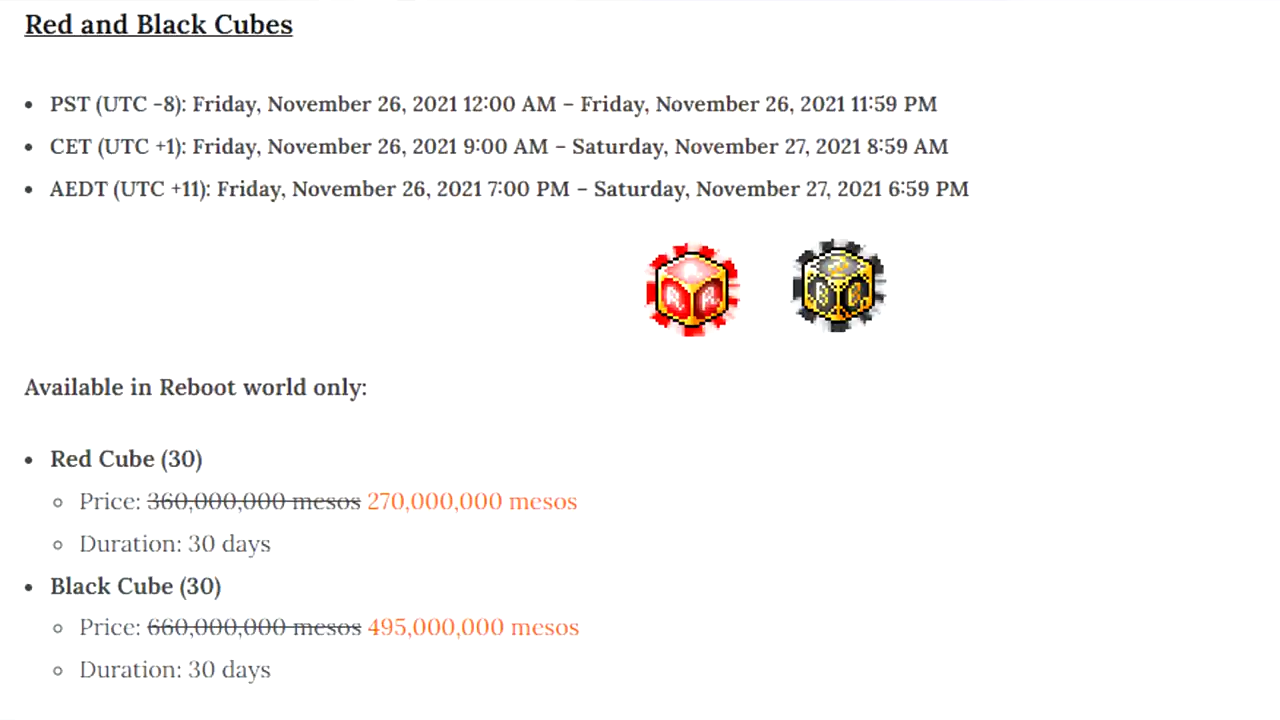 Red and Black Cubes
• PST (UTC -8): Friday, November 26, 2021 12:00 AM – Friday, November 26, 2021 11:59 PM
• CET (UTC +1): Friday, November 26, 2021 9:00 AM – Saturday, November 27, 2021 8:59 AM
• AEDT (UTC +11): Friday, November 26, 2021 7:00 PM – Saturday, November 27, 2021 6:59 PM
R R
Available in Reboot world only:
• Red Cube (30)
◦ Price: 360,000,000 mesos 270,000,000 mesos
◦ Duration: 30 days
• Black Cube (30)
◦ Price: 660,000,000 mesos 495,000,000 mesos
◦ Duration: 30 days